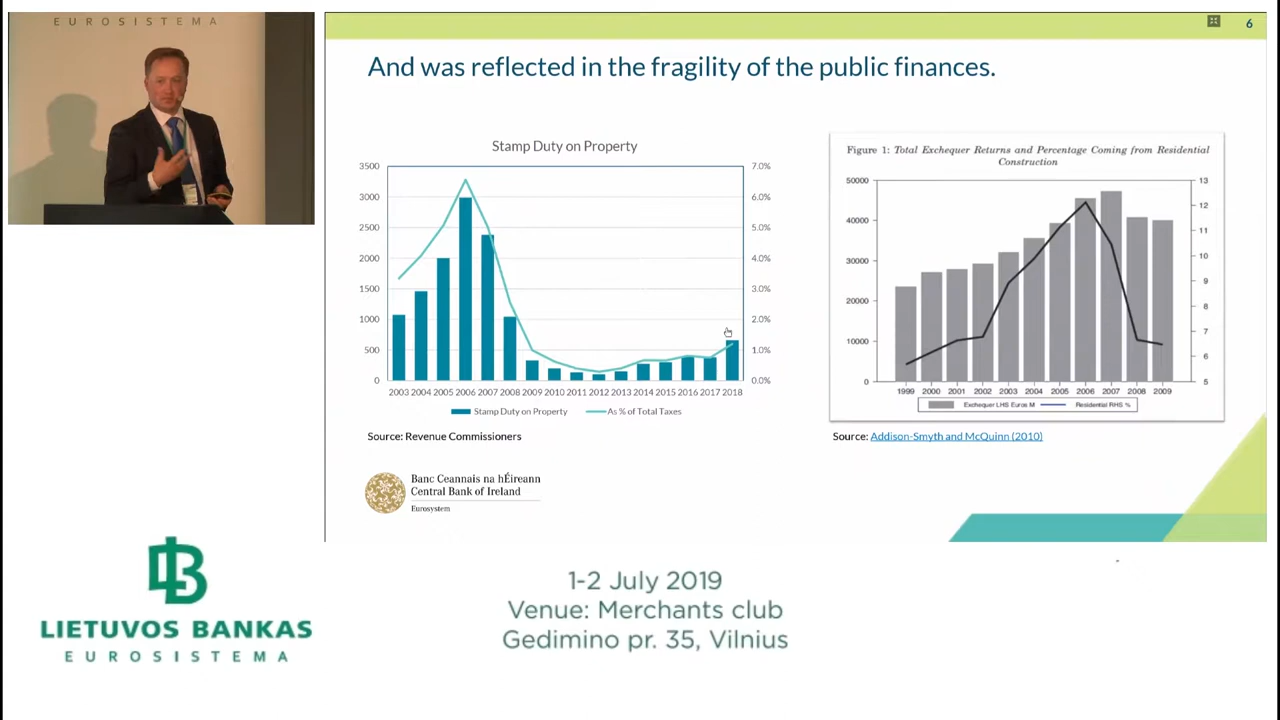 EUROSISTEMA
6
And was reflected in the fragility of the public finances.
Stamp Duty on Property
3500
3000
2500
2000
1500
1000
500
0
7.0%
6.0%
5.0%
4.0%
3.0%
2.0%
1.0%
0.0%
2003 2004 2005 2006 2007 2008 2009 2010 2011 2012 2013 2014 2015 2016 2017 2018
Stamp Duty on Property As % of Total Taxes
Source: Revenue Commissioners
Figure 1: Total Exchequer Returns and Percentage Coming from Residential
Construction
50000
40000
30000
20000
10000
0
13
12
11
10
9
8
7
6
5
1999 2000 2001 2002 2003 2004 2005 2006 2007 2008 2009
Exchequer LHS Euros M Residential RHS %
Source: Addison-Smyth and McQuinn (2010)
Banc Ceannais na hÉireann
Central Bank of Ireland
Eurosystem
LIETUVOS BANKAS
EUROSISTEMA
1-2 July 2019
Venue: Merchants club
Gedimino pr. 35, Vilnius